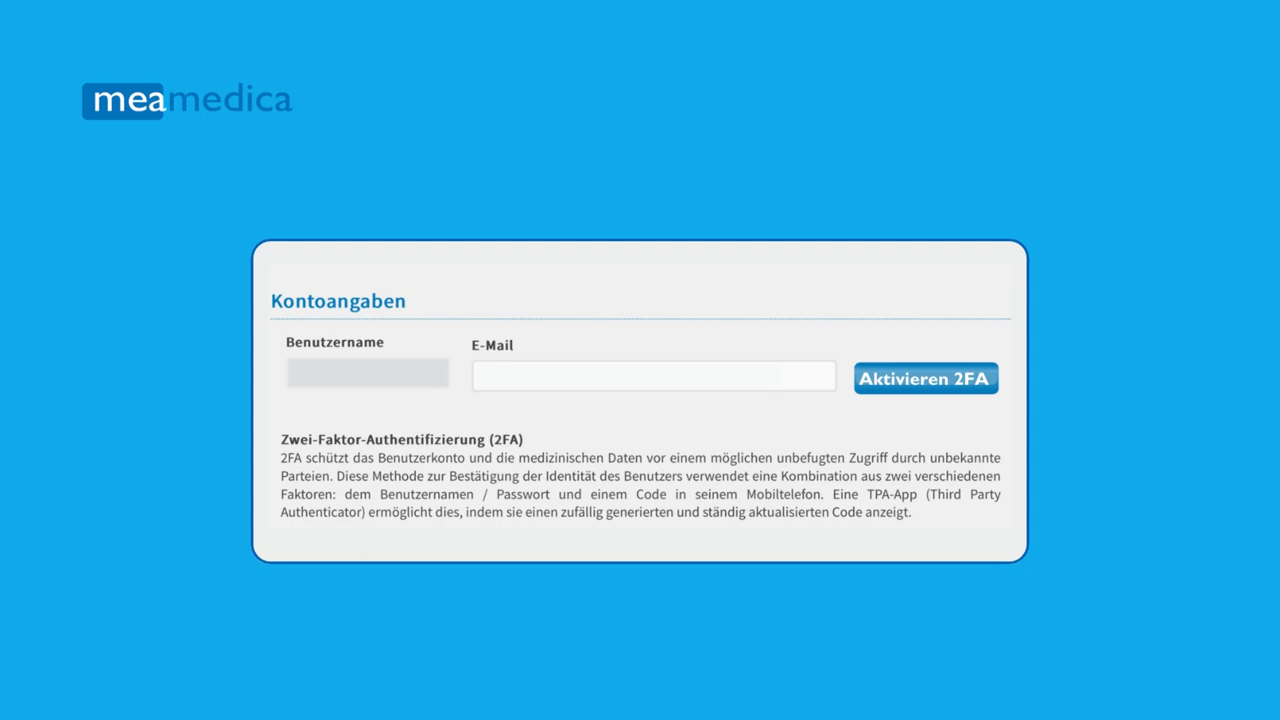 meamedica
Kontoangaben
Benutzername
E-Mail
Aktivieren 2FA
Zwei-Faktor-Authentifizierung (2FA)
2FA schützt das Benutzerkonto und die medizinischen Daten vor einem möglichen unbefugten Zugriff durch unbekannte
Parteien. Diese Methode zur Bestätigung der Identität des Benutzers verwendet eine Kombination aus zwei verschiedenen
Faktoren: dem Benutzernamen / Passwort und einem Code in seinem Mobiltelefon. Eine TPA-App (Third Party
Authenticator) ermöglicht dies, indem sie einen zufällig generierten und ständig aktualisierten Code anzeigt.